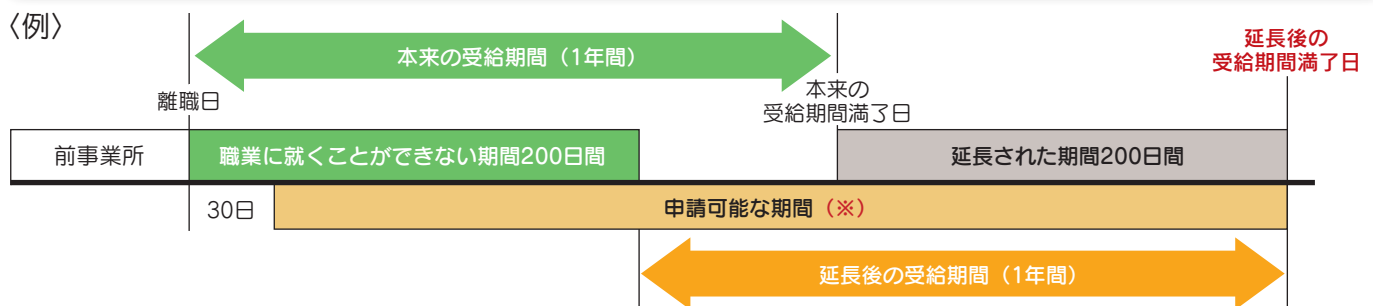 〈例〉
本来の受給期間（1年間）
延長後の
受給期間満了日
離職日
本来の
受給期間満了日
前事業所
職業に就くことができない期間200日間
延長された期間200日間
30日
申請可能な期間（※）
延長後の受給期間（1年間）